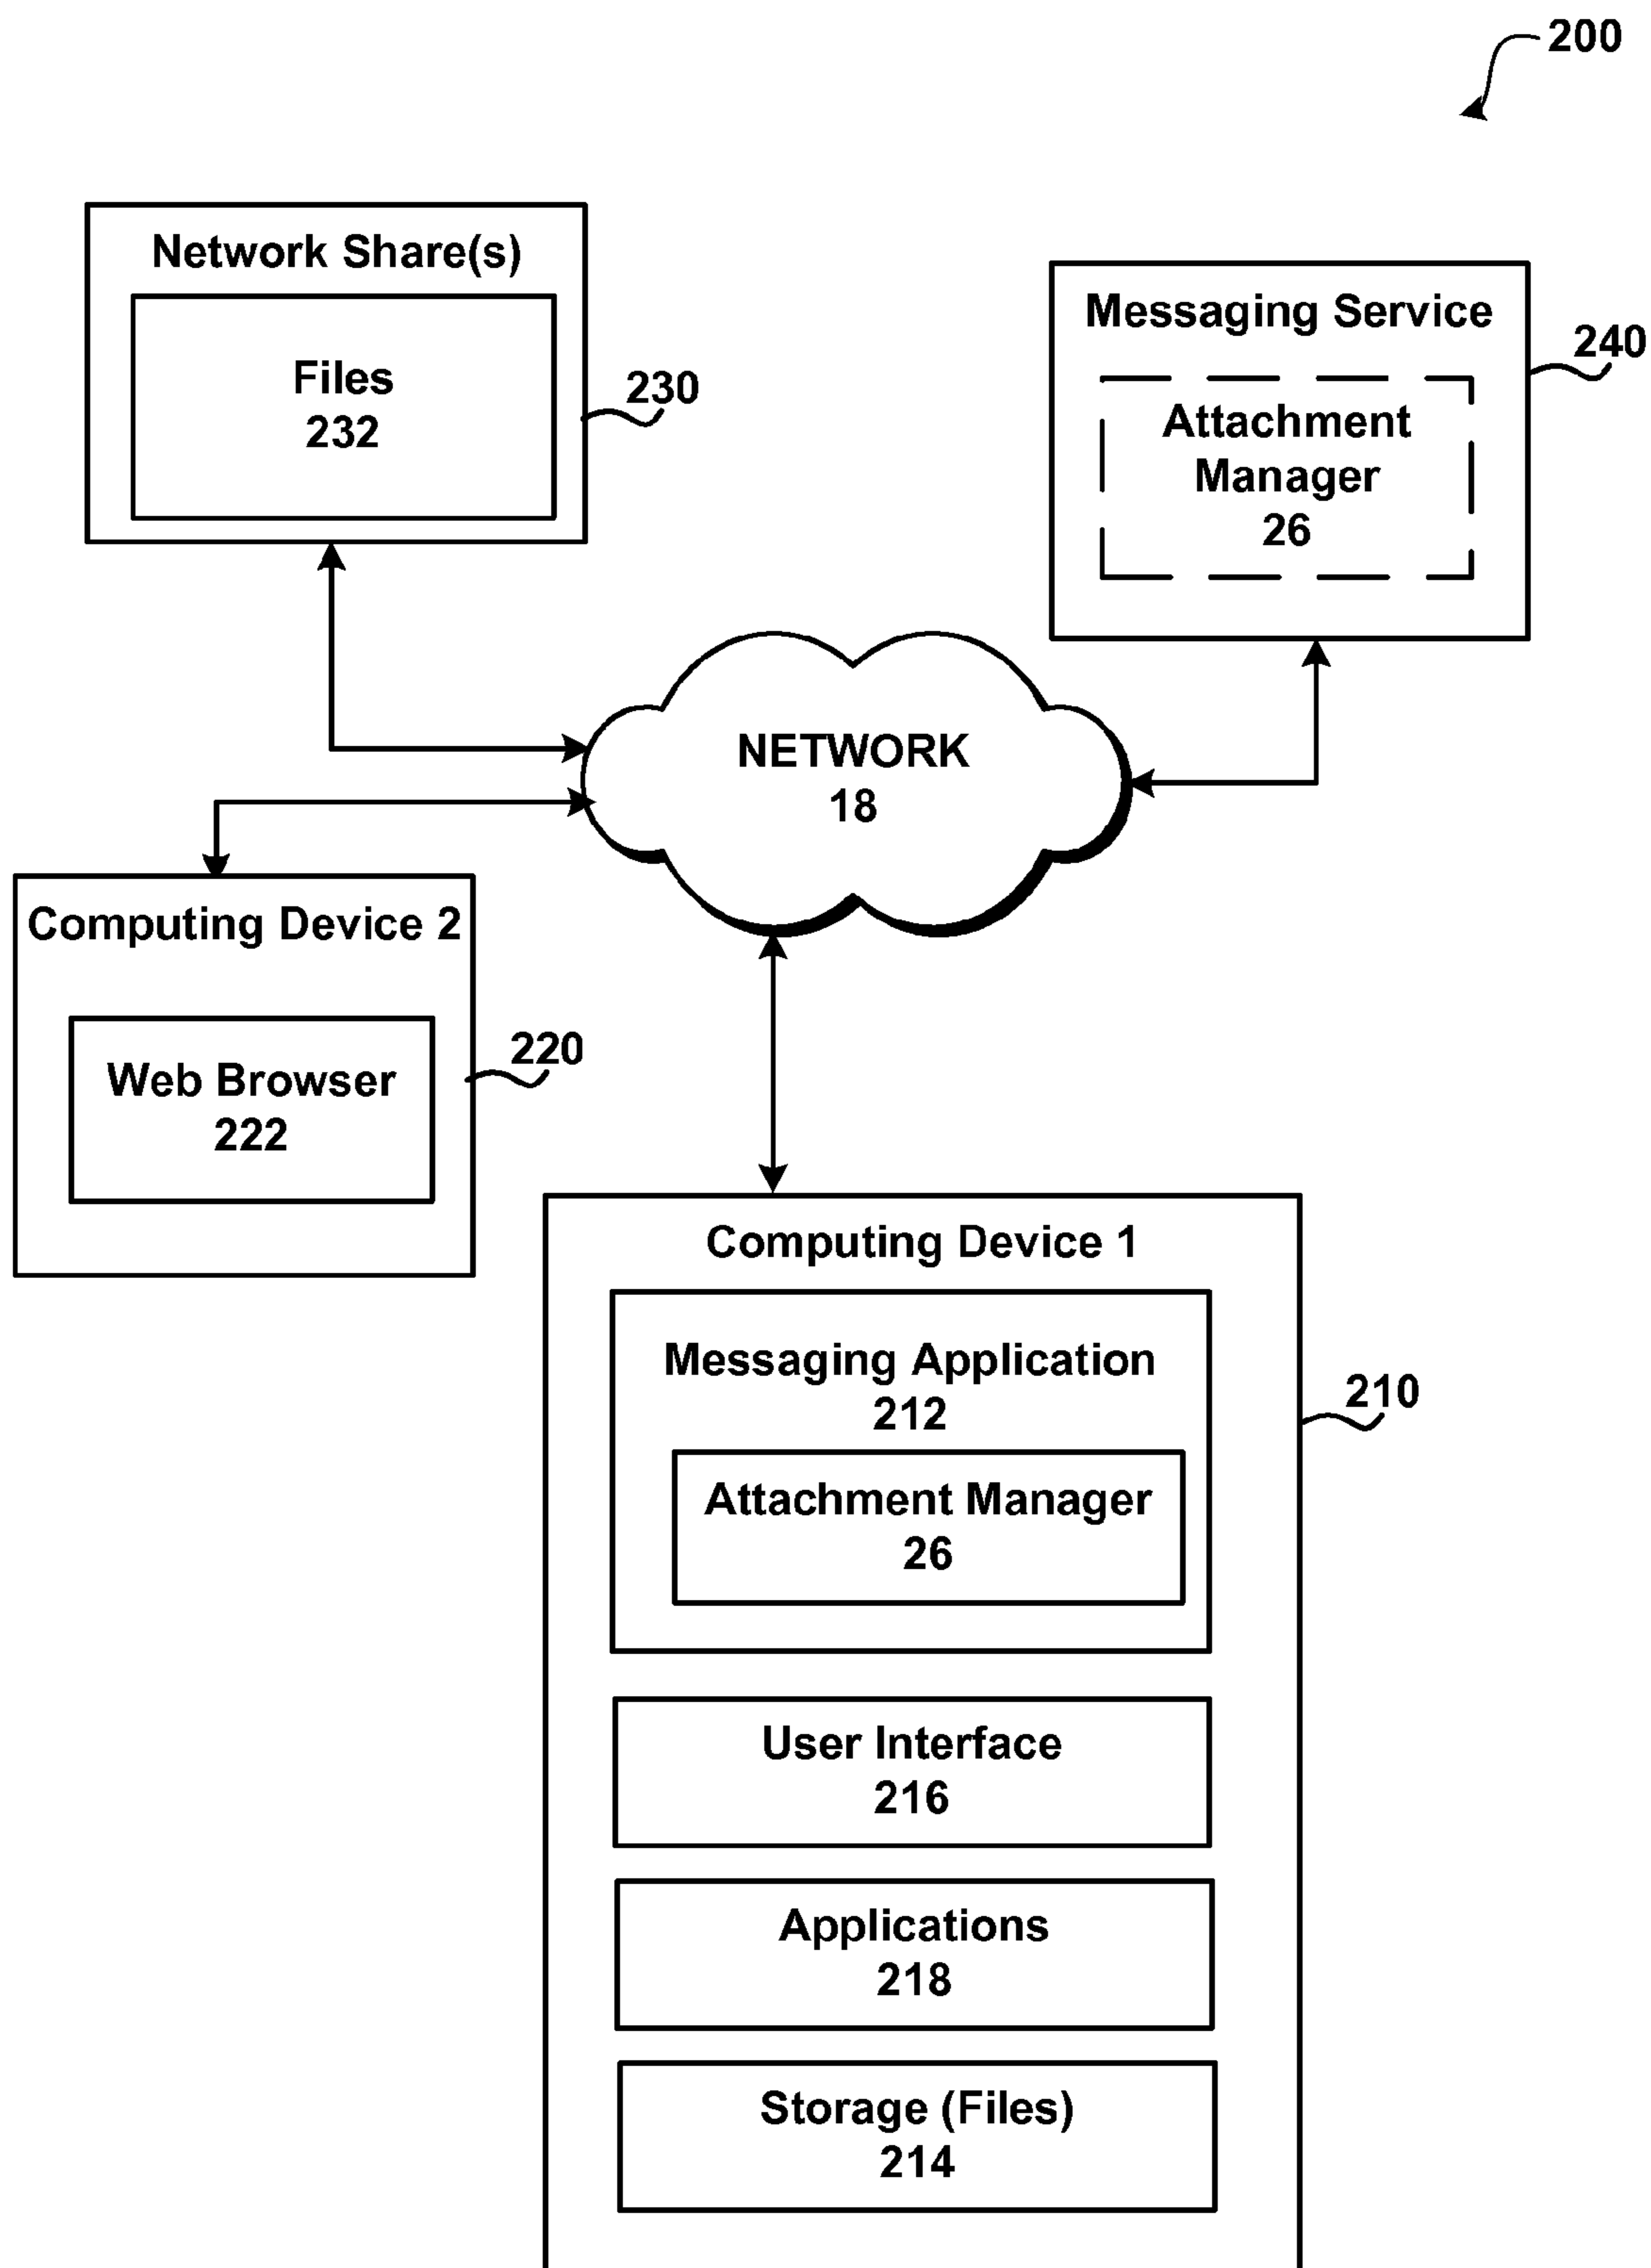 200
Network Share(s)
Files
232
230
Messaging Service
Attachment
Manager
26
240
NETWORK
18
Computing Device 2
Web Browser
222
220
Computing Device 1
Messaging Application
212
Attachment Manager
26
210
User Interface
216
Applications
218
Storage (Files)
214